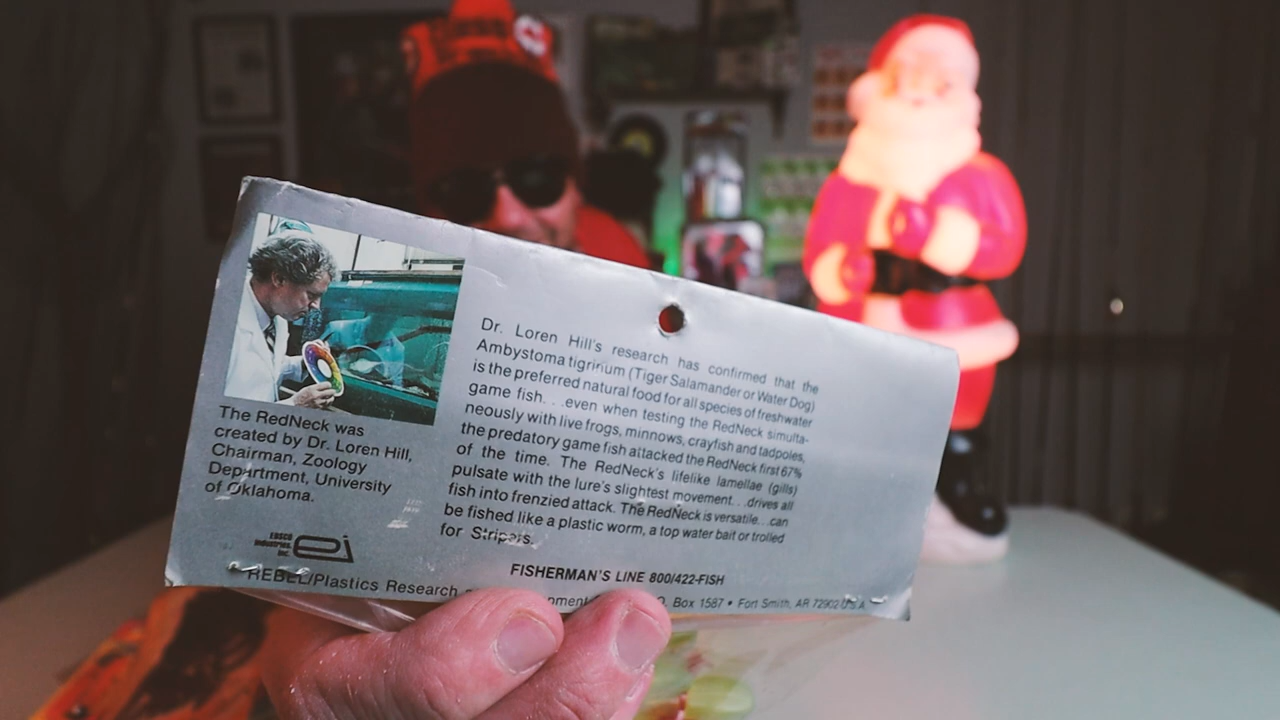 The RedNeck was
created by Dr. Loren Hill,
Chairman, Zoology
Department, University
of Oklahoma.
EBSCO
Industries,
Inc.
ei
Dr. Loren Hill's research has confirmed that the
Ambystoma tigrinum (Tiger Salamander or Water Dog)
is the preferred natural food for all species of freshwater
game fish. . .even when testing the RedNeck simulta-
neously with live frogs, minnows, crayfish and tadpoles,
the predatory game fish attacked the RedNeck first 67%
of the time. The RedNeck's lifelike lamellae (gills)
pulsate with the lure's slightest movement. . .drives all
fish into frenzied attack. The RedNeck is versatile. . .can
be fished like a plastic worm, a top water bait or trolled
for Stripers.
FISHERMAN'S LINE 800/422-FISH
REBEL/Plastics Research Box 1587 • Fort Smith, AR 72902 U.S.A.